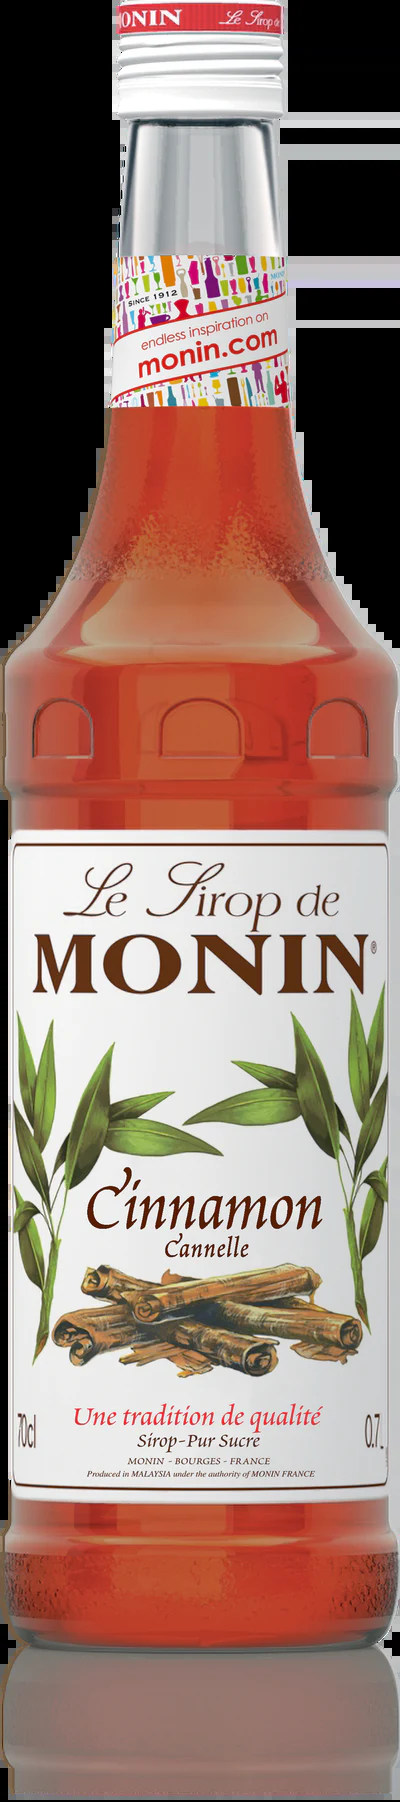 ONIN Le Sirop de
SINCE 1912
MONIN
endless inspiration on
monin.com
Le Sirop de
MONIN®
Cinnamon
Cannelle
Une tradition de qualité
70cl Sirop-Pur Sucre 0.7L
MONIN - BOURGES - FRANCE
Produced in MALAYSIA under the authority of MONIN FRANCE